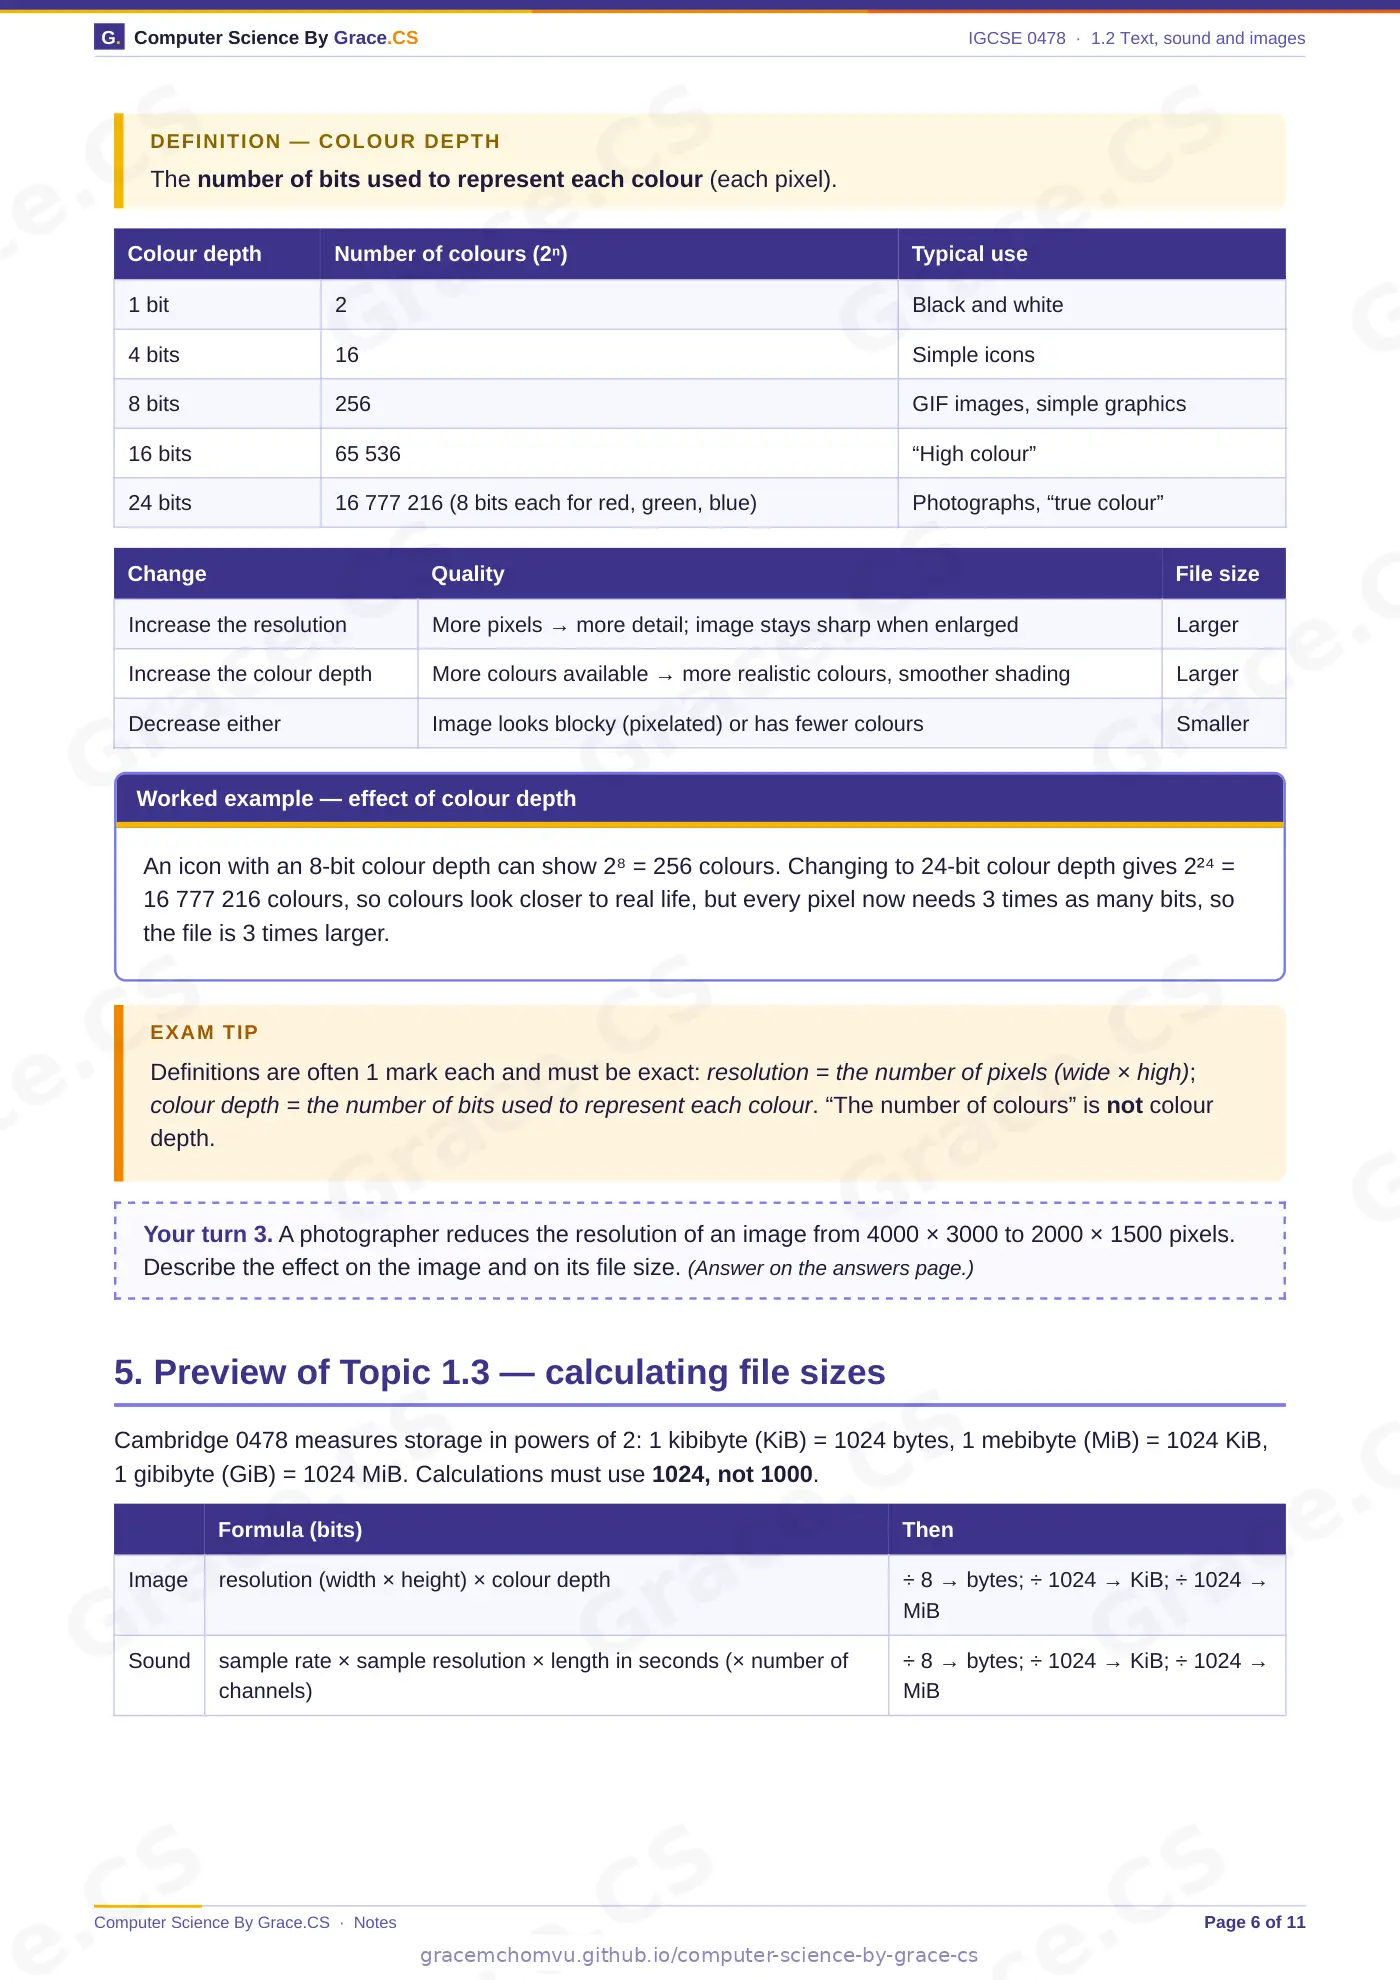 G. Computer Science By Grace.CS
IGCSE 0478 · 1.2 Text, sound and images
DEFINITION — COLOUR DEPTH
The number of bits used to represent each colour (each pixel).
Colour depth Number of colours (2ⁿ) Typical use
1 bit 2 Black and white
4 bits 16 Simple icons
8 bits 256 GIF images, simple graphics
16 bits 65 536 “High colour”
24 bits 16 777 216 (8 bits each for red, green, blue) Photographs, “true colour”
Change Quality File size
Increase the resolution More pixels → more detail; image stays sharp when enlarged Larger
Increase the colour depth More colours available → more realistic colours, smoother shading Larger
Decrease either Image looks blocky (pixelated) or has fewer colours Smaller
Worked example — effect of colour depth
An icon with an 8-bit colour depth can show 2⁸ = 256 colours. Changing to 24-bit colour depth gives 2²⁴ =
16 777 216 colours, so colours look closer to real life, but every pixel now needs 3 times as many bits, so
the file is 3 times larger.
EXAM TIP
Definitions are often 1 mark each and must be exact: resolution = the number of pixels (wide × high);
colour depth = the number of bits used to represent each colour. “The number of colours” is not colour
depth.
Your turn 3. A photographer reduces the resolution of an image from 4000 × 3000 to 2000 × 1500 pixels.
Describe the effect on the image and on its file size. (Answer on the answers page.)
5. Preview of Topic 1.3 — calculating file sizes
Cambridge 0478 measures storage in powers of 2: 1 kibibyte (KiB) = 1024 bytes, 1 mebibyte (MiB) = 1024 KiB,
1 gibibyte (GiB) = 1024 MiB. Calculations must use 1024, not 1000.
Formula (bits) Then
Image resolution (width × height) × colour depth ÷ 8 → bytes; ÷ 1024 → KiB; ÷ 1024 →
MiB
Sound sample rate × sample resolution × length in seconds (× number of ÷ 8 → bytes; ÷ 1024 → KiB; ÷ 1024 →
channels) MiB
Computer Science By Grace.CS · Notes
Page 6 of 11
gracemchomvu.github.io/computer-science-by-grace-cs